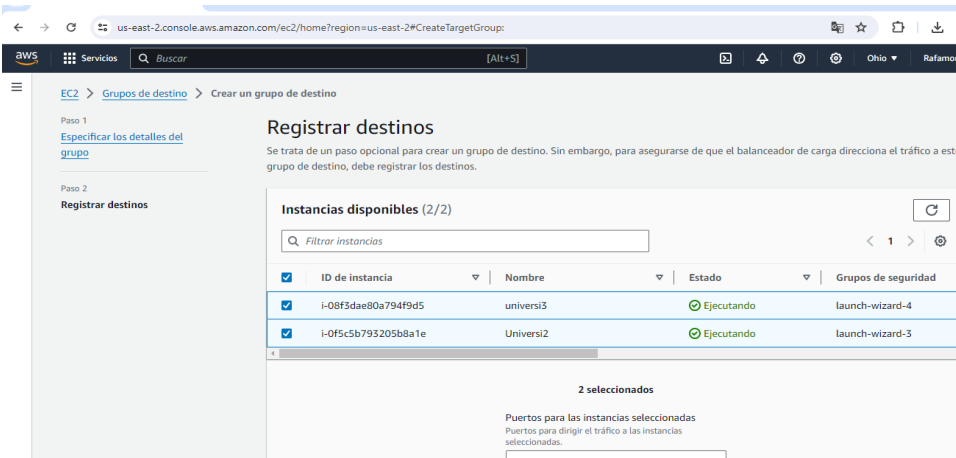 us-east-2.console.aws.amazon.com/ec2/home?region=us-east-2#CreateTargetGroup:
aws Servicios Buscar [Alt+S] Ohio Rafamor
EC2 > Grupos de destino > Crear un grupo de destino
Paso 1
Especificar los detalles del
grupo
Paso 2
Registrar destinos
Registrar destinos
Se trata de un paso opcional para crear un grupo de destino. Sin embargo, para asegurarse de que el balanceador de carga direcciona el tráfico a est
grupo de destino, debe registrar los destinos.
Instancias disponibles (2/2)
Filtrar instancias
< 1 >
ID de instancia Nombre Estado Grupos de seguridad
i-08f3dae80a794f9d5 universi3 Ejecutando launch-wizard-4
i-0f5c5b793205b8a1e Universi2 Ejecutando launch-wizard-3
2 seleccionados
Puertos para las instancias seleccionadas
Puertos para dirigir el tráfico a las instancias
seleccionadas.